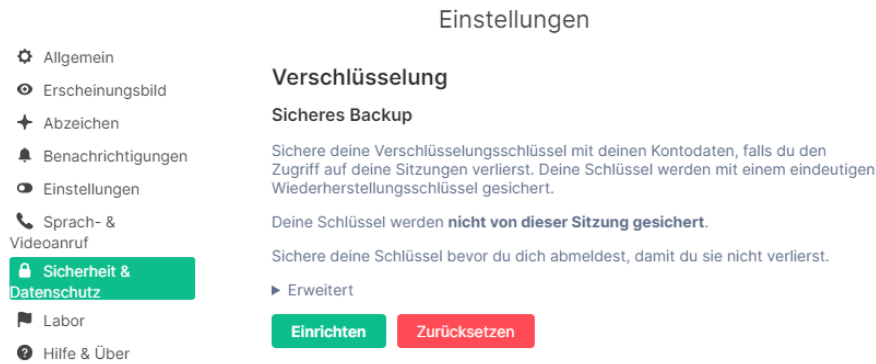 Einstellungen
Allgemein
Erscheinungsbild
Abzeichen
Benachrichtigungen
Einstellungen
Sprach- &
Videoanruf
Sicherheit &
Datenschutz
Labor
Hilfe & Über
Verschlüsselung
Sicheres Backup
Sichere deine Verschlüsselungsschlüssel mit deinen Kontodaten, falls du den
Zugriff auf deine Sitzungen verlierst. Deine Schlüssel werden mit einem eindeutigen
Wiederherstellungsschlüssel gesichert.
Deine Schlüssel werden nicht von dieser Sitzung gesichert.
Sichere deine Schlüssel bevor du dich abmeldest, damit du sie nicht verlierst.
Erweitert
Einrichten Zurücksetzen